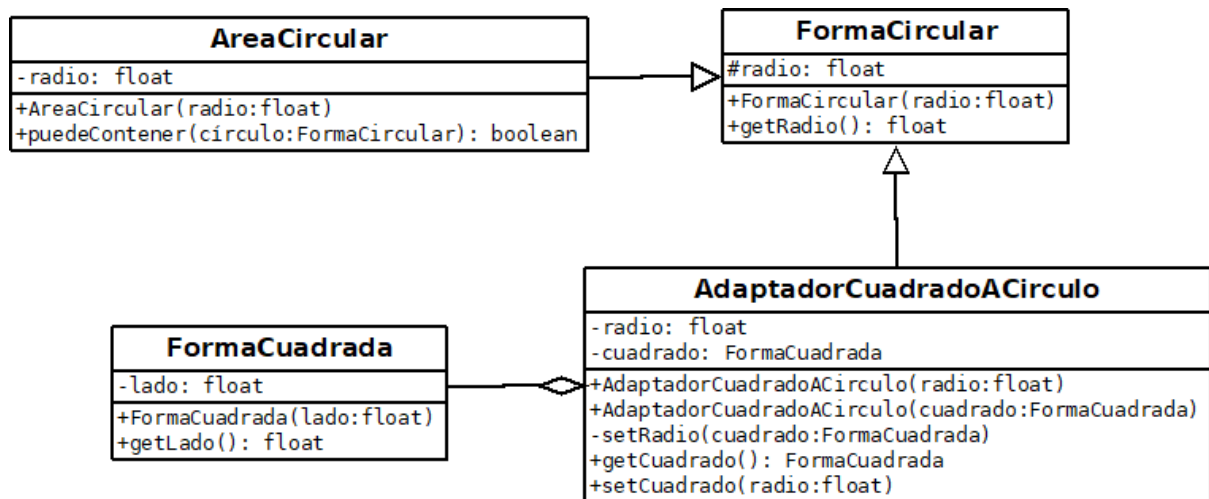 AreaCircular
-radio: float
+AreaCircular(radio:float)
+puedeContener(círculo:FormaCircular): boolean
FormaCircular
#radio: float
+FormaCircular(radio:float)
+getRadio(): float
FormaCuadrada
-lado: float
+FormaCuadrada(lado:float)
+getLado(): float
AdaptadorCuadradoACirculo
-radio: float
-cuadrado: FormaCuadrada
+AdaptadorCuadradoACirculo(radio:float)
+AdaptadorCuadradoACirculo(cuadrado:FormaCuadrada)
-setRadio(cuadrado:FormaCuadrada)
+getCuadrado(): FormaCuadrada
+setCuadrado(radio:float)